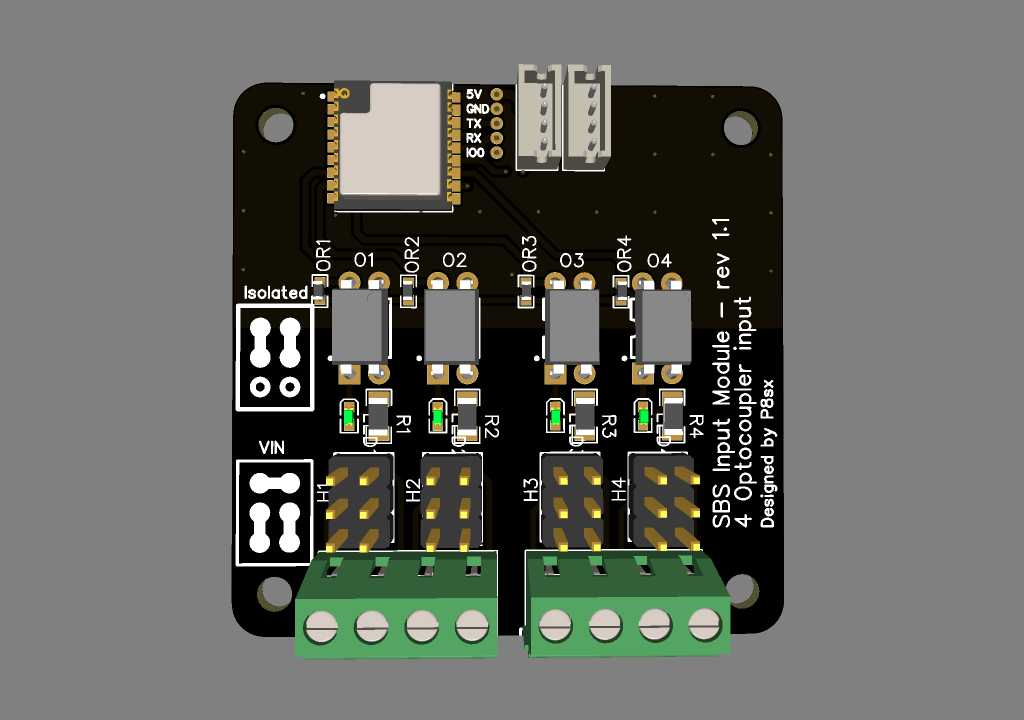 5V
GND
TX
RX
IO0
OR1
O1
OR2
O2
OR3
O3
OR4
O4
Isolated
VIN
R1
R2
R3
R4
H1
H2
H3
H4
SBS Input Module - rev 1.1
4 Optocoupler input
Designed by P8sx